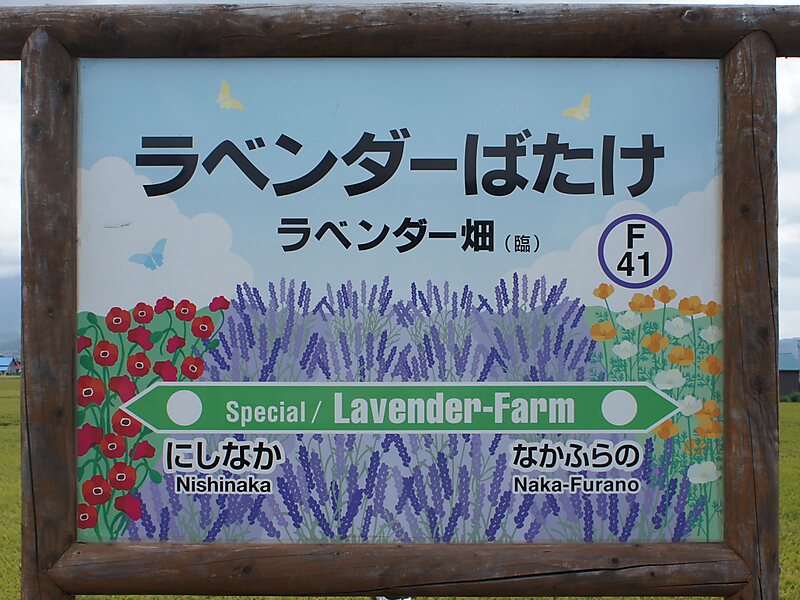 ラベンダーばたけ
ラベンダー畑(臨)
F
41
Special / Lavender-Farm
にしなか
Nishinaka
なかふらの
Naka-Furano